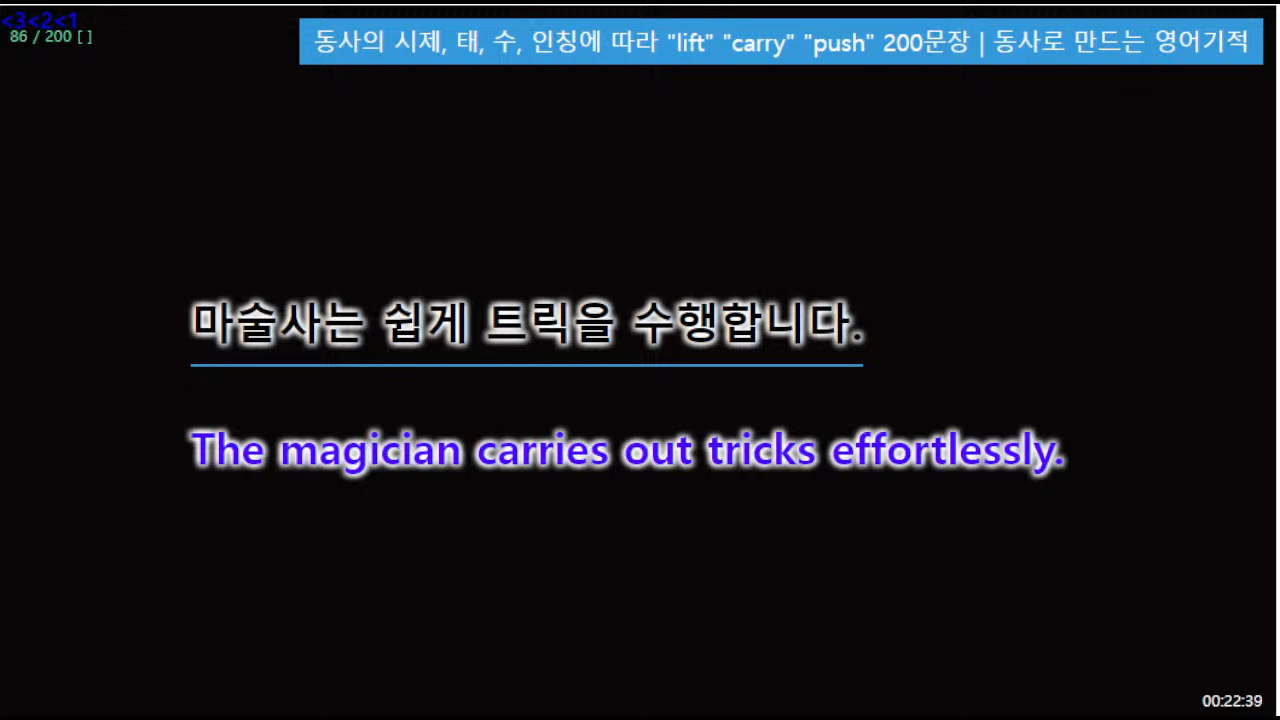 <3<2<1
86 / 200 [ ]
동사의 시제, 태, 수, 인칭에 따라 "lift" "carry" "push" 200문장 | 동사로 만드는 영어기적
마술사는 쉽게 트릭을 수행합니다.
The magician carries out tricks effortlessly.
00:22:39